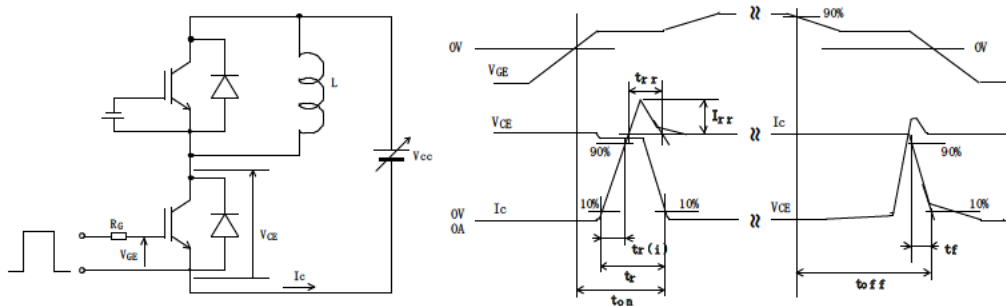 L
Vcc
RG
VGE
VCE
Ic
0V
VGE
VCE
Ic
0V
0A
trr
Irr
90%
10%
10%
tr(i)
tr
ton
90%
0V
Ic
90%
VCE
10%
tf
toff